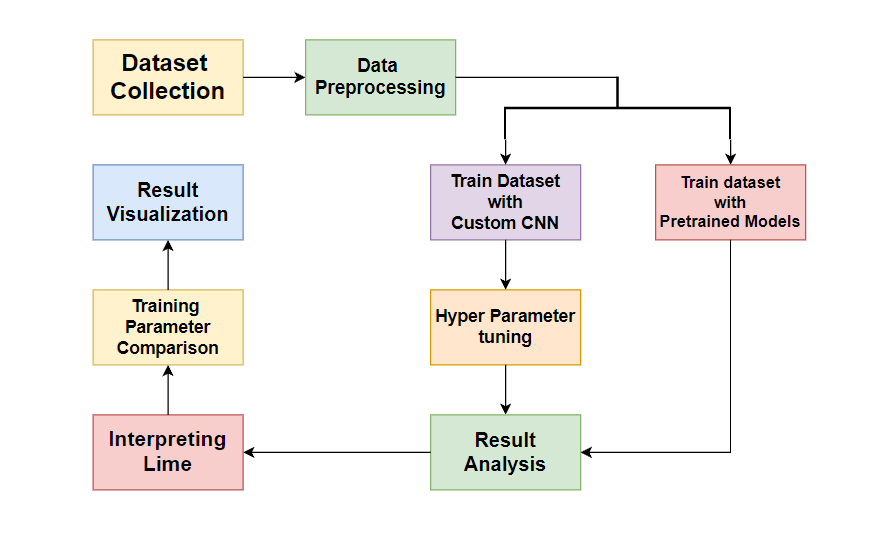 Dataset
Collection
Data
Preprocessing
Train Dataset
with
Custom CNN
Train dataset
with
Pretrained Models
Hyper Parameter
tuning
Result
Analysis
Interpreting
Lime
Training
Parameter
Comparison
Result
Visualization